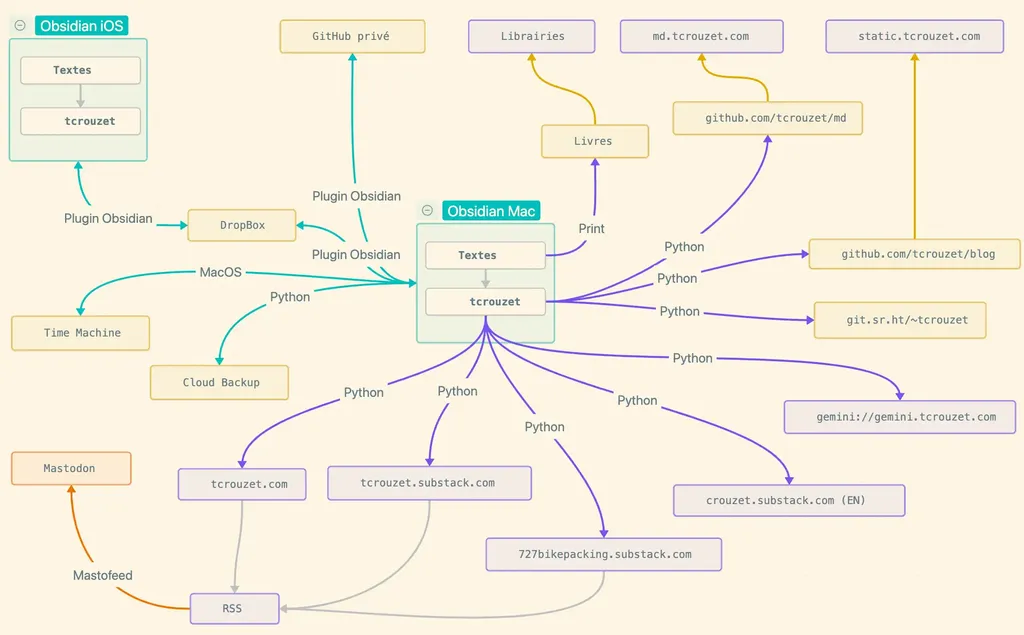 Obsidian iOS
Textes
tcrouzet
GitHub privé
Librairies
md.tcrouzet.com
static.tcrouzet.com
github.com/tcrouzet/md
Livres
Plugin Obsidian
Plugin Obsidian
DropBox
Plugin Obsidian
Obsidian Mac
Textes
tcrouzet
Print
Python
github.com/tcrouzet/blog
Python
MacOS
Python
Python
git.sr.ht/~tcrouzet
Time Machine
Cloud Backup
Python
gemini://gemini.tcrouzet.com
Python
Python
Python
Python
Mastodon
tcrouzet.com
tcrouzet.substack.com
crouzet.substack.com (EN)
727bikepacking.substack.com
Mastofeed
RSS